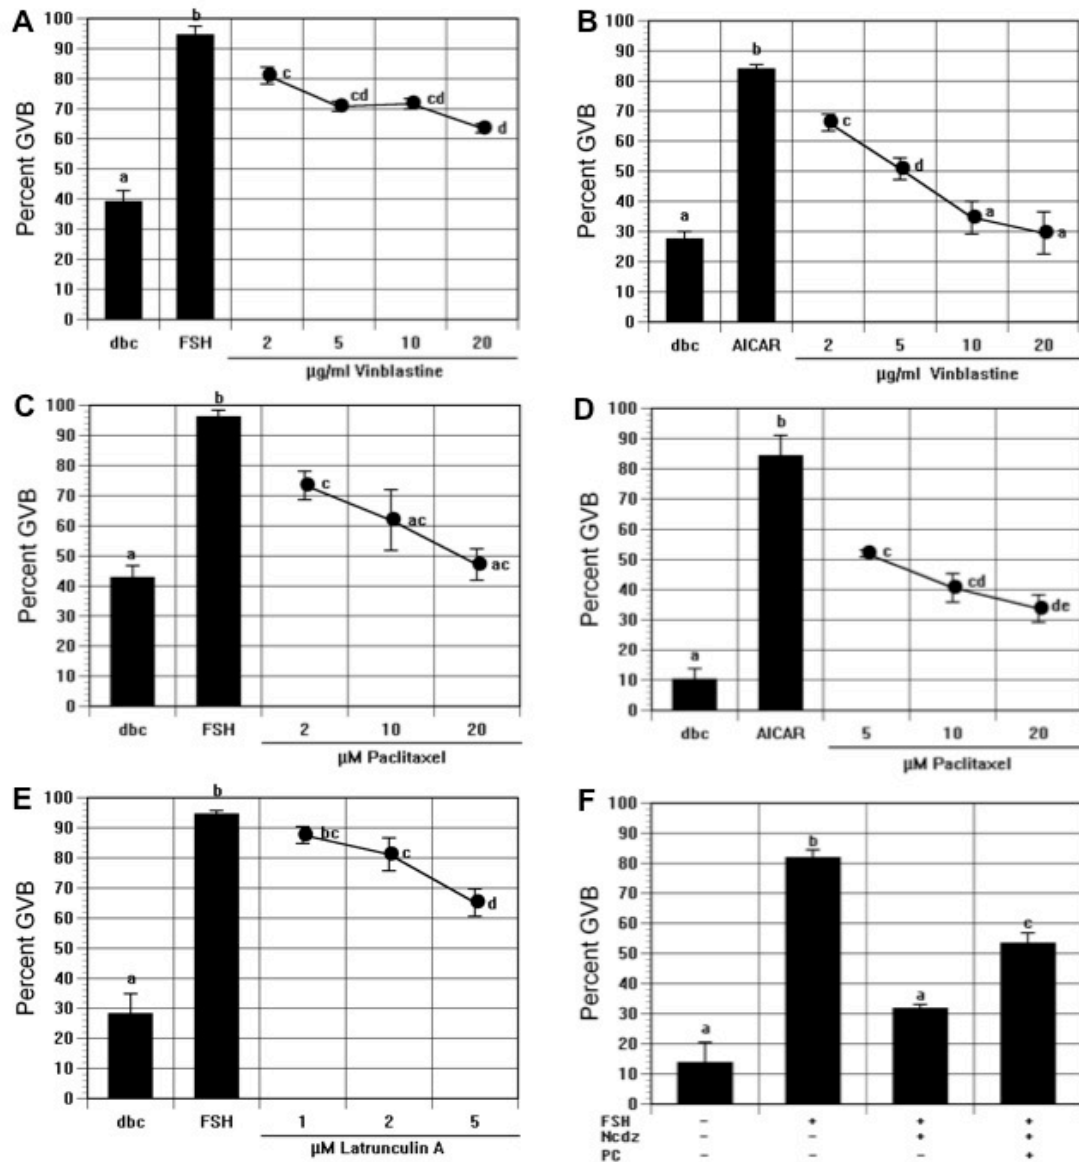 A
Percent GVB
100
90
80
70
60
50
40
30
20
10
0
a
b
c
cd
cd
d
dbc FSH 2 5 10 20
µg/ml Vinblastine
B
Percent GVB
100
90
80
70
60
50
40
30
20
10
0
a
b
c
d
a
a
dbc AICAR 2 5 10 20
µg/ml Vinblastine
C
Percent GVB
100
90
80
70
60
50
40
30
20
10
0
a
b
c
ac
ac
dbc FSH 2 10 20
µM Paclitaxel
D
Percent GVB
100
90
80
70
60
50
40
30
20
10
0
a
b
c
cd
de
dbc AICAR 5 10 20
µM Paclitaxel
E
Percent GVB
100
90
80
70
60
50
40
30
20
10
0
a
b
bc
c
d
dbc FSH 1 2 5
µM Latrunculin A
F
Percent GVB
100
90
80
70
60
50
40
30
20
10
0
a
b
a
c
FSH - + + +
Ncdz - - + +
PC - - - +